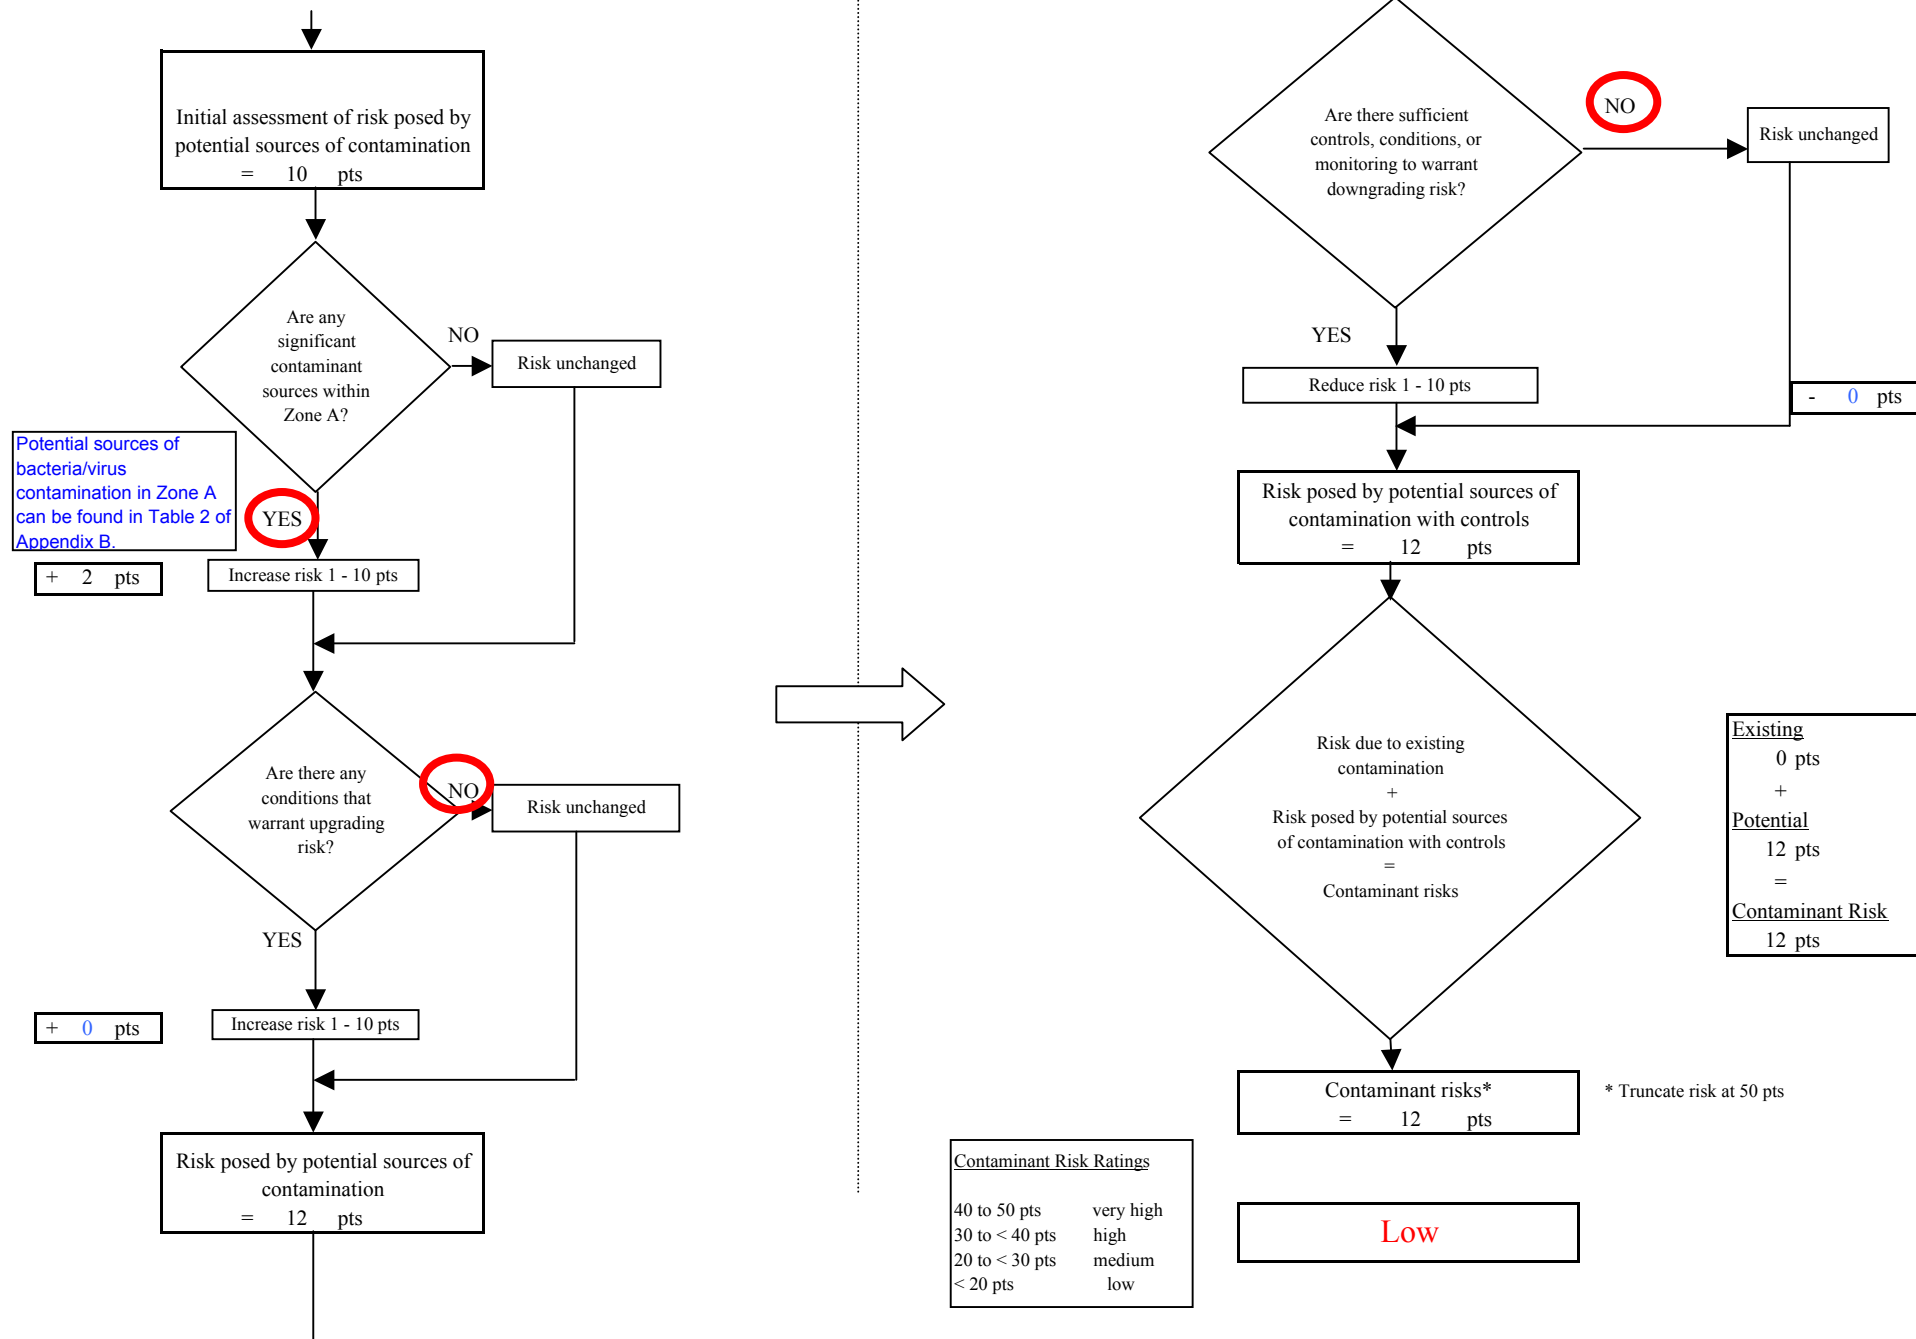 Initial assessment of risk posed by
potential sources of contamination
= 10 pts
Are any
significant
contaminant
sources within
Zone A?
NO
Risk unchanged
Potential sources of
bacteria/virus
contamination in Zone A
can be found in Table 2 of
Appendix B.
YES
+ 2 pts
Increase risk 1 - 10 pts
Are there any
conditions that
warrant upgrading
risk?
NO
Risk unchanged
YES
+ 0 pts
Increase risk 1 - 10 pts
Risk posed by potential sources of
contamination
= 12 pts
Are there sufficient
controls, conditions, or
monitoring to warrant
downgrading risk?
NO
Risk unchanged
YES
Reduce risk 1 - 10 pts
- 0 pts
Risk posed by potential sources of
contamination with controls
= 12 pts
Risk due to existing
contamination
+
Risk posed by potential sources
of contamination with controls
=
Contaminant risks
Existing
0 pts
+
Potential
12 pts
=
Contaminant Risk
12 pts
Contaminant risks*
= 12 pts
* Truncate risk at 50 pts
Contaminant Risk Ratings
40 to 50 pts very high
30 to < 40 pts high
20 to < 30 pts medium
< 20 pts low
Low